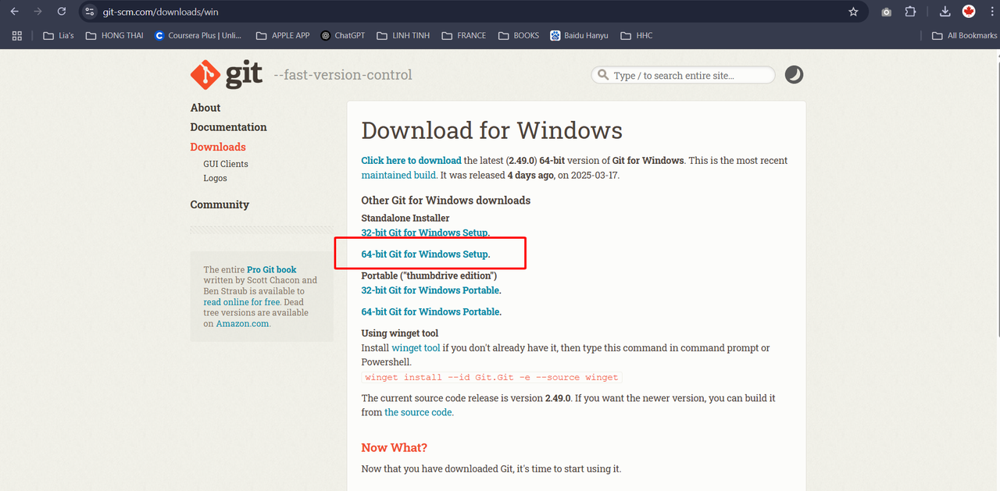 git-scm.com/downloads/win
Lia's
HONG THAI
Coursera Plus | Unli...
APPLE APP
ChatGPT
LINH TINH
FRANCE
BOOKS
Baidu Hanyu
HHC
All Bookmarks
git --fast-version-control
Type / to search entire site...
About
Documentation
Downloads
GUI Clients
Logos
Community
The entire Pro Git book
written by Scott Chacon and
Ben Straub is available to
read online for free. Dead
tree versions are available
on Amazon.com.
Download for Windows
Click here to download the latest (2.49.0) 64-bit version of Git for Windows. This is the most recent
maintained build. It was released 4 days ago, on 2025-03-17.
Other Git for Windows downloads
Standalone Installer
32-bit Git for Windows Setup.
64-bit Git for Windows Setup.
Portable ("thumbdrive edition")
32-bit Git for Windows Portable.
64-bit Git for Windows Portable.
Using winget tool
Install winget tool if you don't already have it, then type this command in command prompt or
Powershell.
winget install --id Git.Git -e --source winget
The current source code release is version 2.49.0. If you want the newer version, you can build it
from the source code.
Now What?
Now that you have downloaded Git, it's time to start using it.